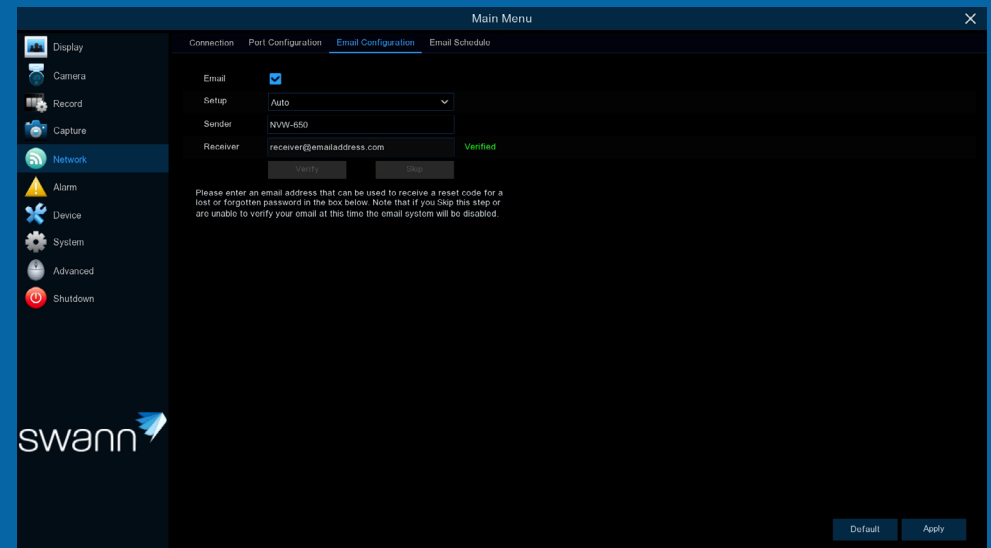 Main Menu
Display
Camera
Record
Capture
Network
Alarm
Device
System
Advanced
Shutdown
swann
Connection Port Configuration Email Configuration Email Schedule
Email
Setup Auto
Sender NVW-650
Receiver receiver@emailaddress.com Verified
Verify Skip
Please enter an email address that can be used to receive a reset code for a
lost or forgotten password in the box below. Note that if you Skip this step or
are unable to verify your email at this time the email system will be disabled.
Default Apply